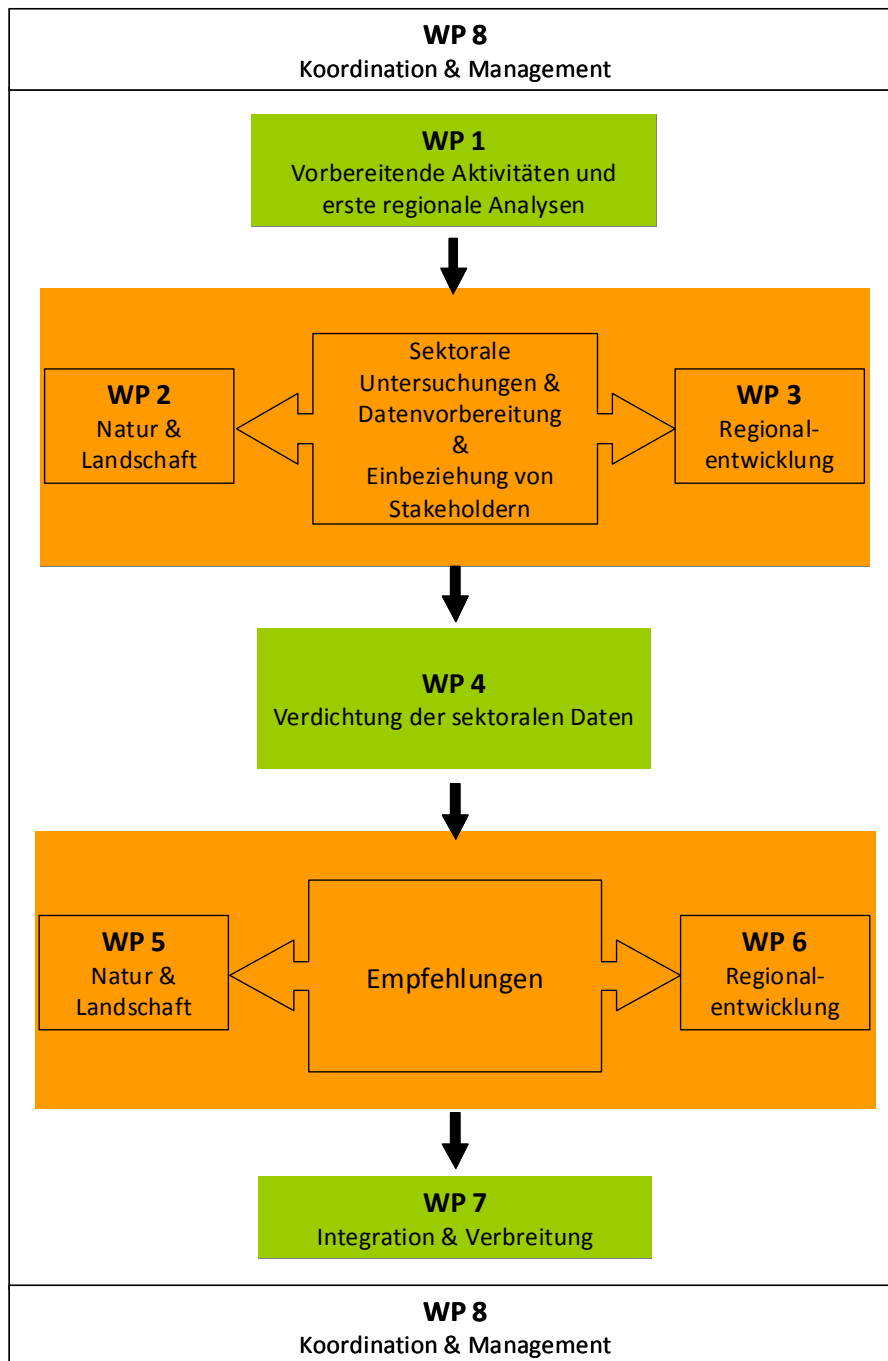 WP 8
Koordination & Management
WP 1
Vorbereitende Aktivitäten und
erste regionale Analysen
WP 2
Natur &
Landschaft
Sektorale
Untersuchungen &
Datenvorbereitung
&
Einbeziehung von
Stakeholdern
WP 3
Regional-
entwicklung
WP 4
Verdichtung der sektoralen Daten
WP 5
Natur &
Landschaft
Empfehlungen
WP 6
Regional-
entwicklung
WP 7
Integration & Verbreitung
WP 8
Koordination & Management